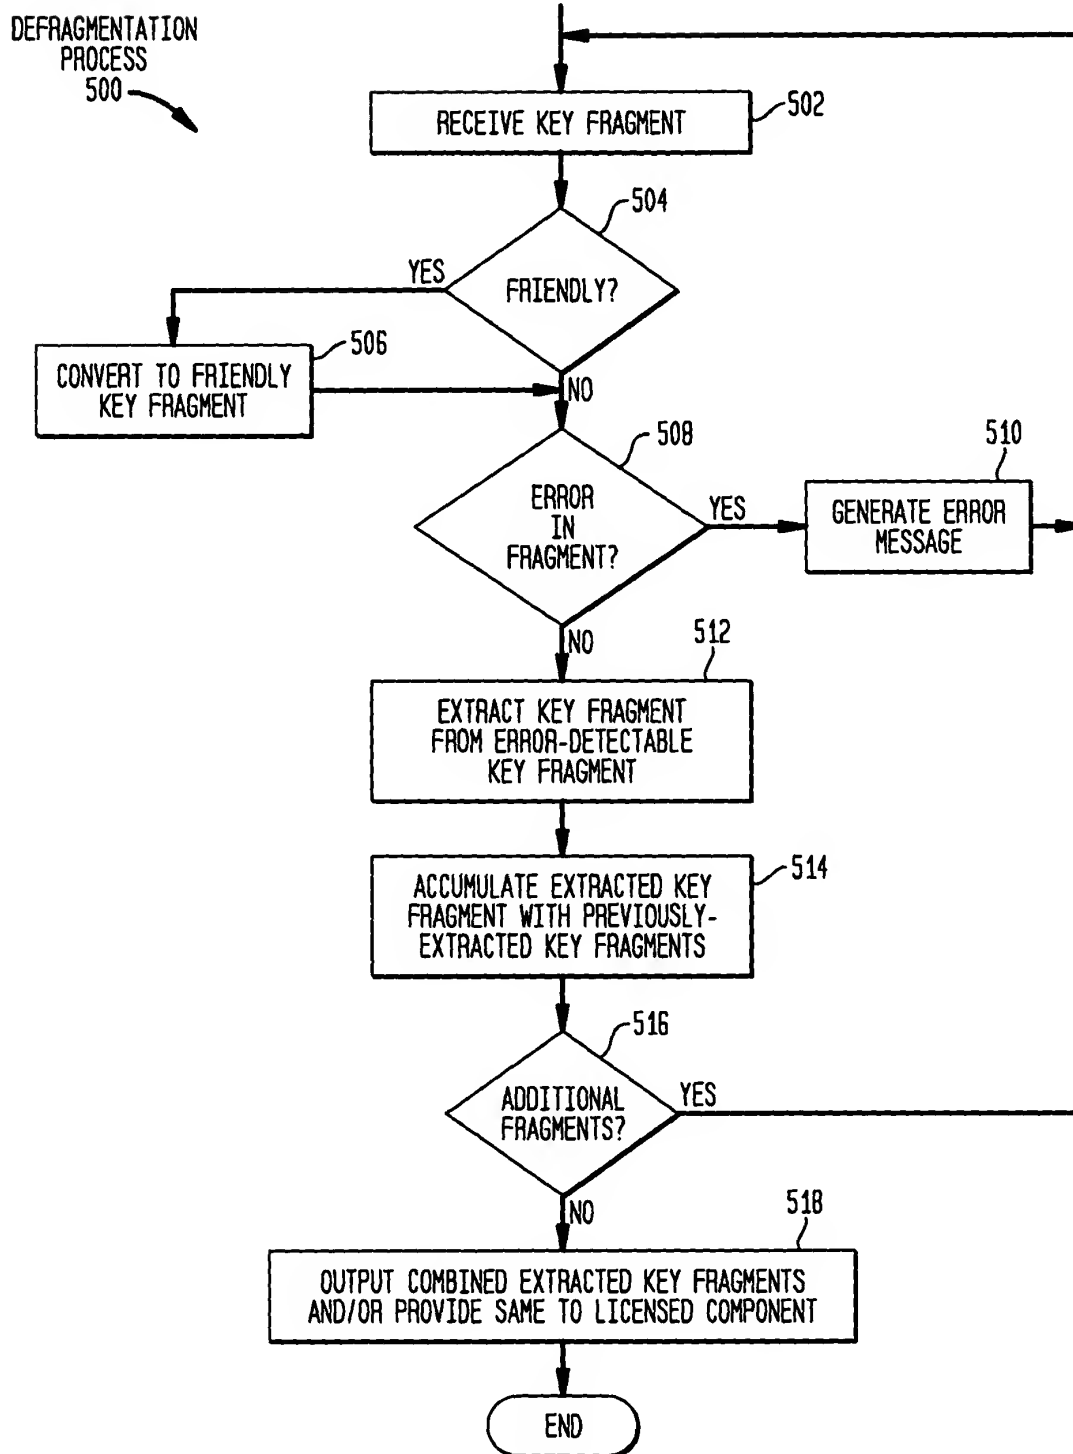 DEFRAGMENTATION
PROCESS
500
RECEIVE KEY FRAGMENT
502
504
FRIENDLY?
YES
NO
506
CONVERT TO FRIENDLY
KEY FRAGMENT
508
ERROR
IN
FRAGMENT?
YES
NO
510
GENERATE ERROR
MESSAGE
512
EXTRACT KEY FRAGMENT
FROM ERROR-DETECTABLE
KEY FRAGMENT
514
ACCUMULATE EXTRACTED KEY
FRAGMENT WITH PREVIOUSLY-
EXTRACTED KEY FRAGMENTS
516
ADDITIONAL
FRAGMENTS?
YES
NO
518
OUTPUT COMBINED EXTRACTED KEY FRAGMENTS
AND/OR PROVIDE SAME TO LICENSED COMPONENT
END